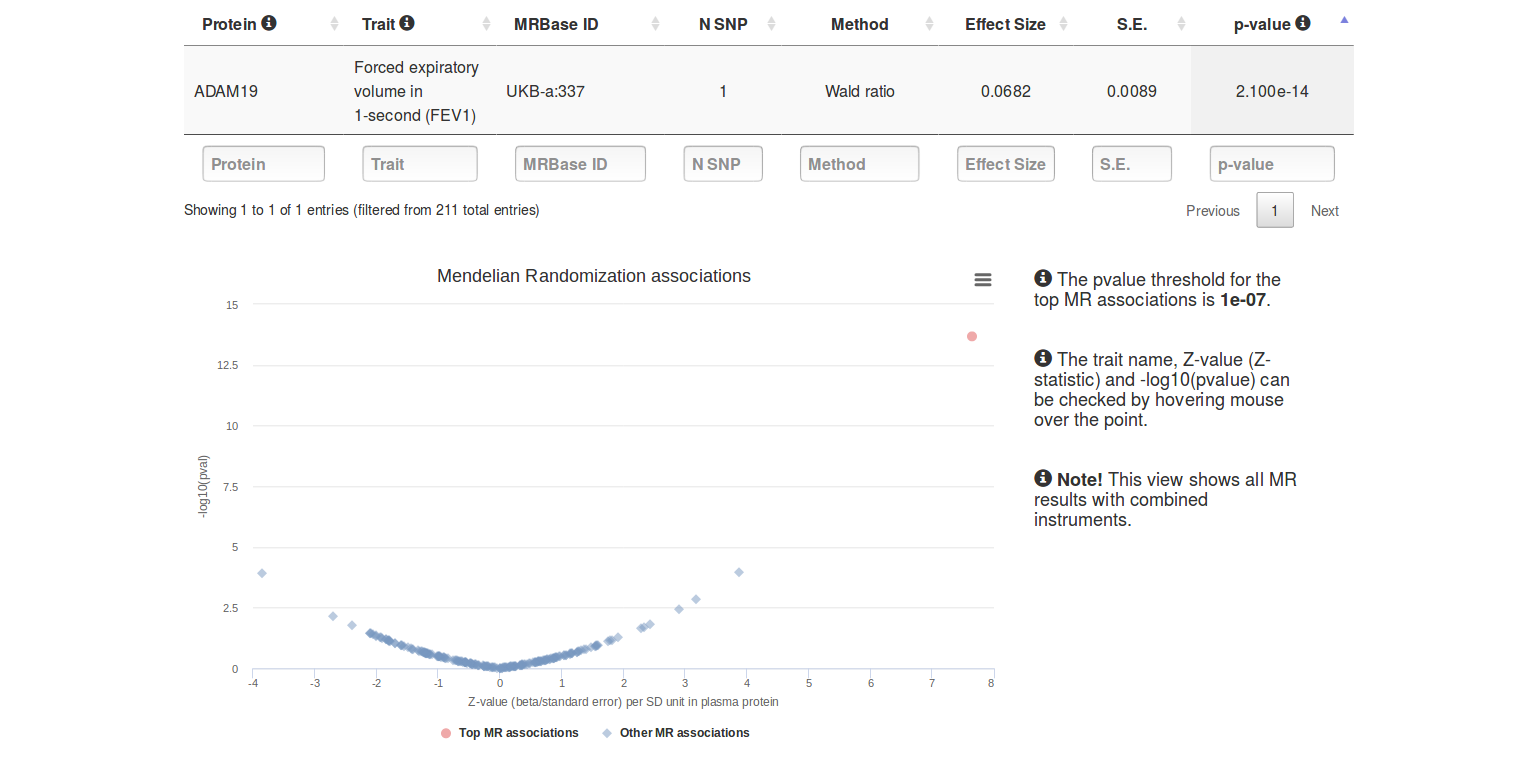 Protein Trait MRBase ID N SNP Method Effect Size S.E. p-value
Forced expiratory
volume in
1-second (FEV1)
ADAM19 UKB-a:337 1 Wald ratio 0.0682 0.0089 2.100e-14
Protein Trait MRBase ID N SNP Method Effect Size S.E. p-value
Showing 1 to 1 of 1 entries (filtered from 211 total entries)
Previous 1 Next
Mendelian Randomization associations
15
12.5
10
7.5
5
2.5
0
-log10(pval)
-4 -3 -2 -1 0 1 2 3 4 5 6 7 8
Z-value (beta/standard error) per SD unit in plasma protein
Top MR associations Other MR associations
The pvalue threshold for the
top MR associations is 1e-07.
The trait name, Z-value (Z-
statistic) and -log10(pvalue) can
be checked by hovering mouse
over the point.
Note! This view shows all MR
results with combined
instruments.